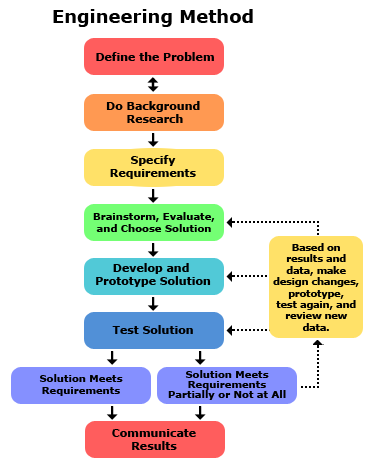 Engineering Method
Define the Problem
Do Background
Research
Specify
Requirements
Brainstorm, Evaluate,
and Choose Solution
Develop and
Prototype Solution
Test Solution
Based on
results and
data, make
design changes,
prototype,
test again, and
review new
data.
Solution Meets
Requirements
Solution Meets
Requirements
Partially or Not at All
Communicate
Results